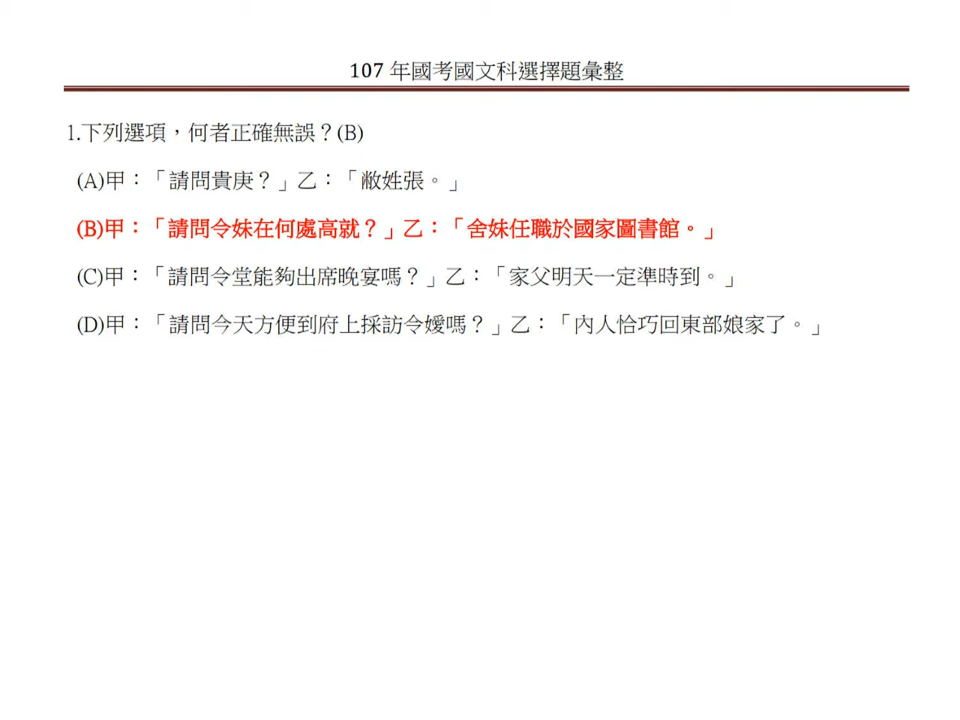 107 年國考國文科選擇題彙整
1.下列選項，何者正確無誤？(B)
(A)甲：「請問貴庚？」乙：「敝姓張。」
(B)甲：「請問令妹在何處高就？」乙：「舍妹任職於國家圖書館。」
(C)甲：「請問令堂能夠出席晚宴嗎？」乙：「家父明天一定準時到。」
(D)甲：「請問今天方便到府上採訪令嬡嗎？」乙：「內人恰巧回東部娘家了。」